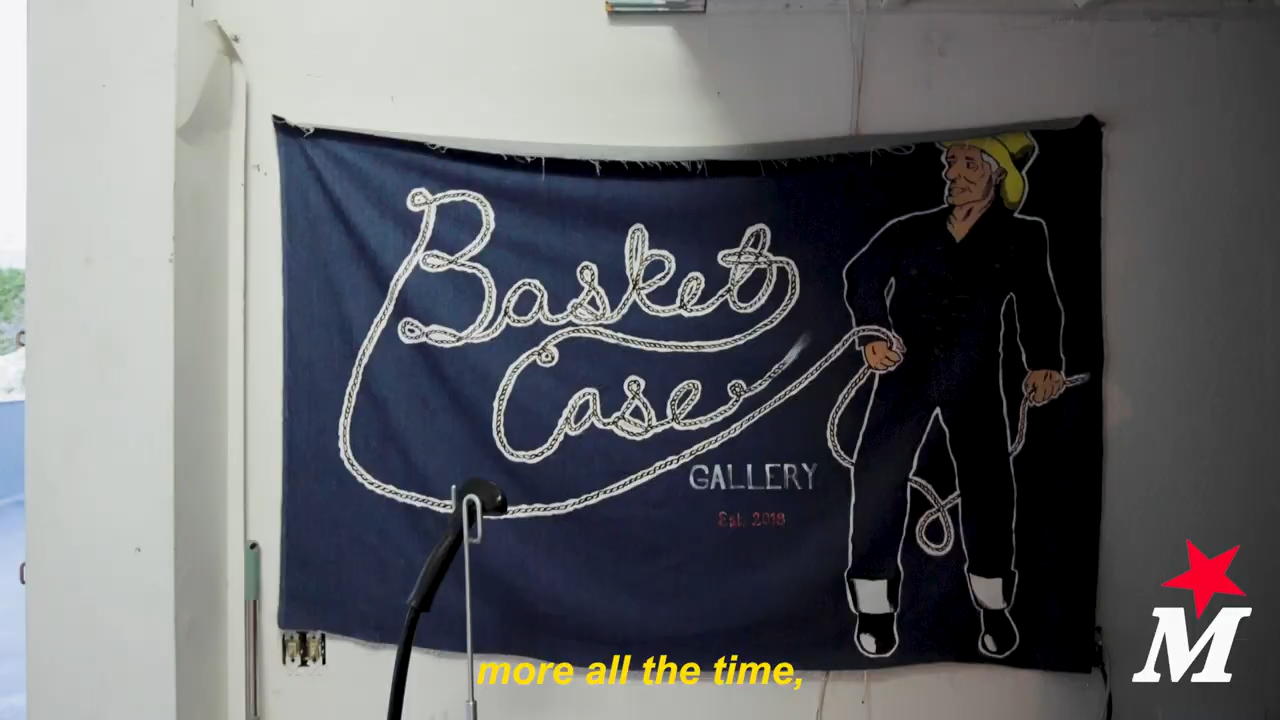 Basket
Case
GALLERY
Est. 2018
more all the time,
M